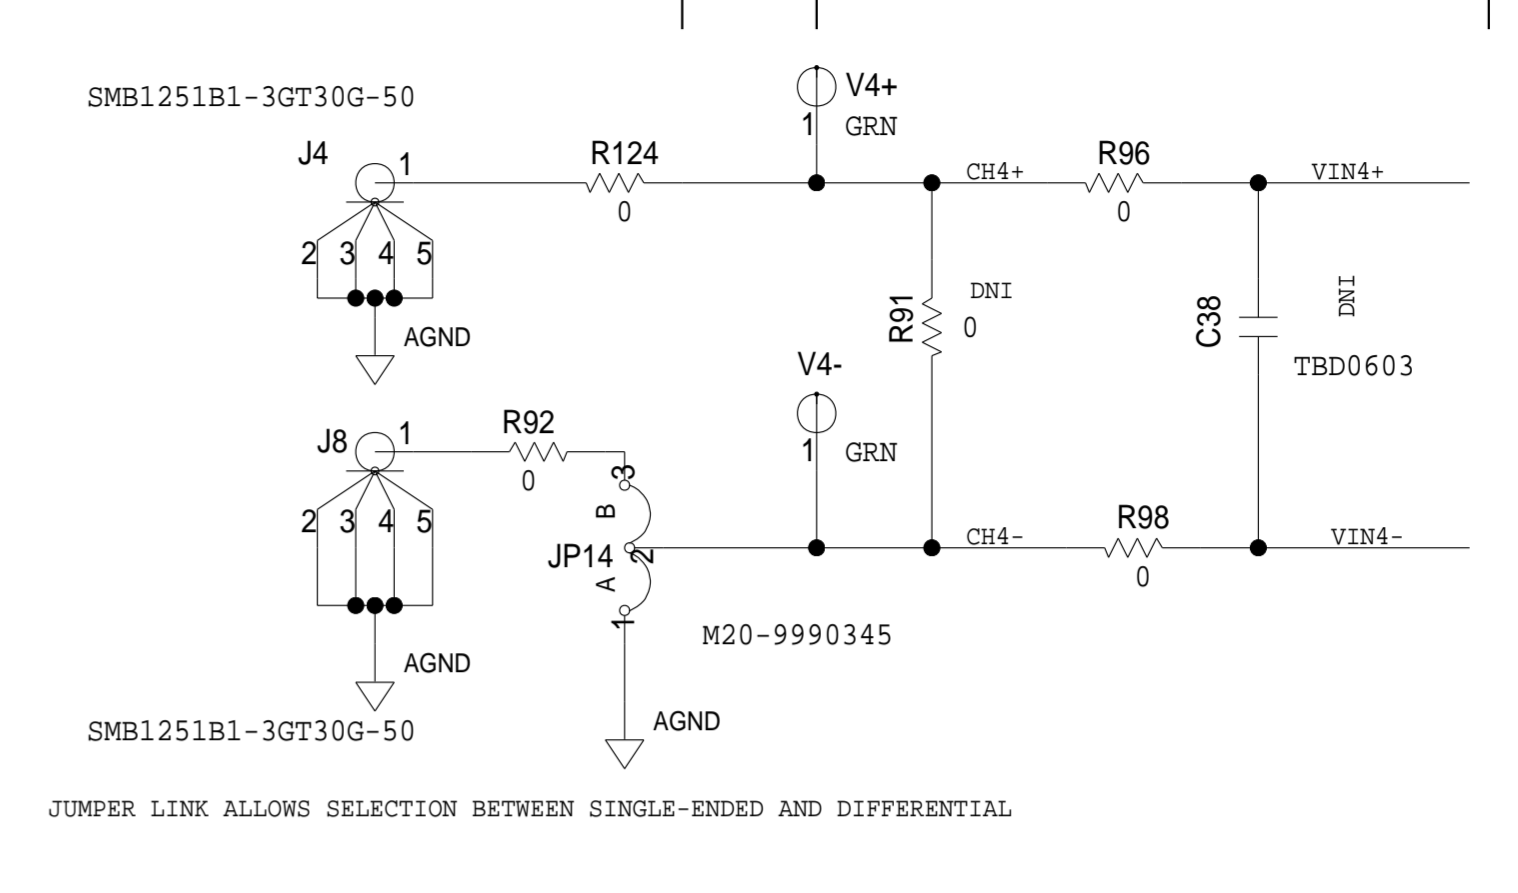 SMB1251B1-3GT30G-50
V4+
1
GRN
J4
1
R124
0
CH4+
R96
0
VIN4+
2 3 4 5
AGND
R91
DNI
0
C38
DNI
TBD0603
V4-
1
GRN
J8
1
R92
0
3
B
JP14
2
A
1
2 3 4 5
CH4-
R98
0
VIN4-
M20-9990345
AGND
AGND
SMB1251B1-3GT30G-50
JUMPER LINK ALLOWS SELECTION BETWEEN SINGLE-ENDED AND DIFFERENTIAL